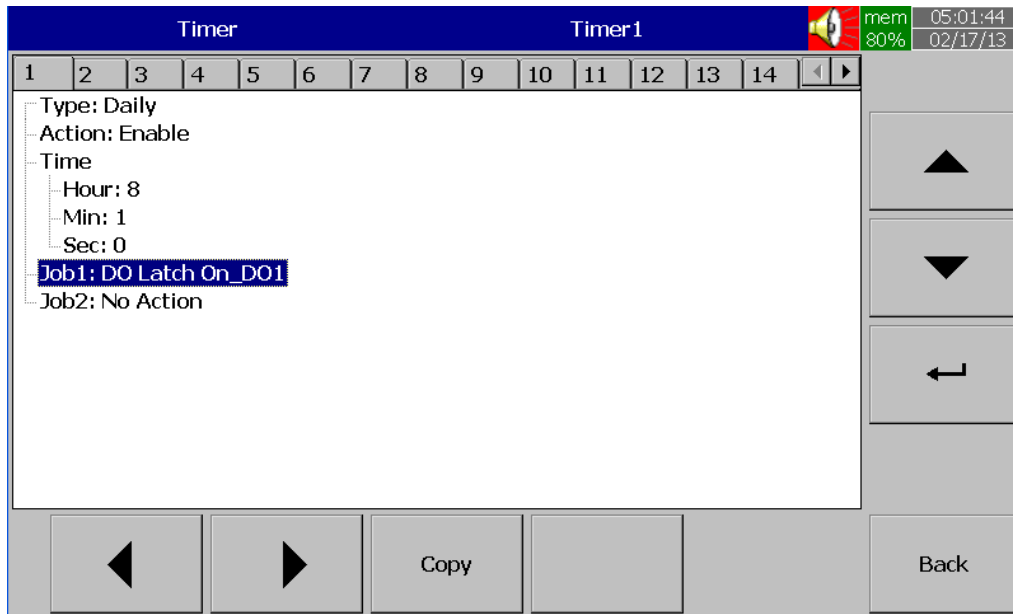 Timer Timer1 mem 05:01:44
80% 02/17/13
1 2 3 4 5 6 7 8 9 10 11 12 13 14
Type: Daily
Action: Enable
Time
Hour: 8
Min: 1
Sec: 0
Job1: DO Latch On_DO1
Job2: No Action
Copy Back